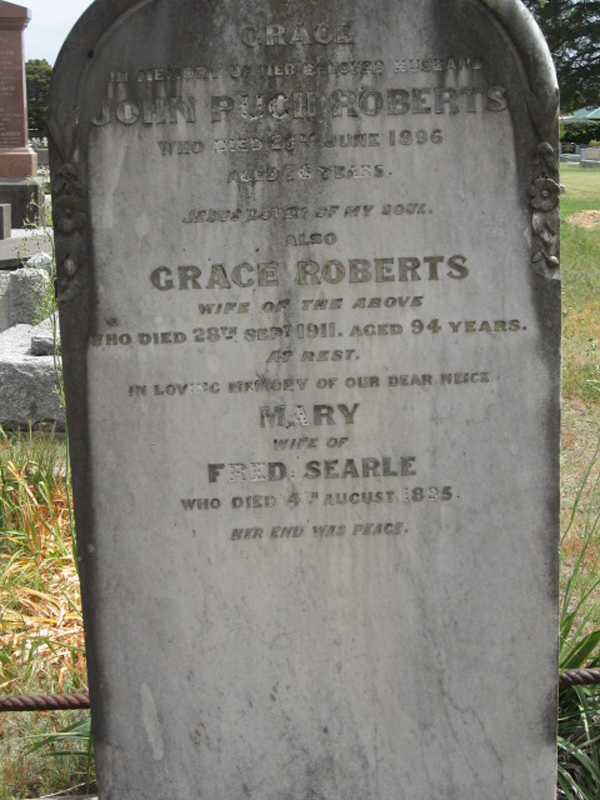 GRACE
IN MEMORY OF HER BELOVED HUSBAND
JOHN PUGH ROBERTS
WHO DIED 29TH JUNE 1896
AGED YEARS.
JESUS LOVER OF MY SOUL.
ALSO
GRACE ROBERTS
WIFE OF THE ABOVE
WHO DIED 28TH SEPT 1911. AGED 94 YEARS.
AT REST.
IN LOVING MEMORY OF OUR DEAR NEICE
MARY
WIFE OF
FRED. SEARLE
WHO DIED 4TH AUGUST 1895.
HER END WAS PEACE.